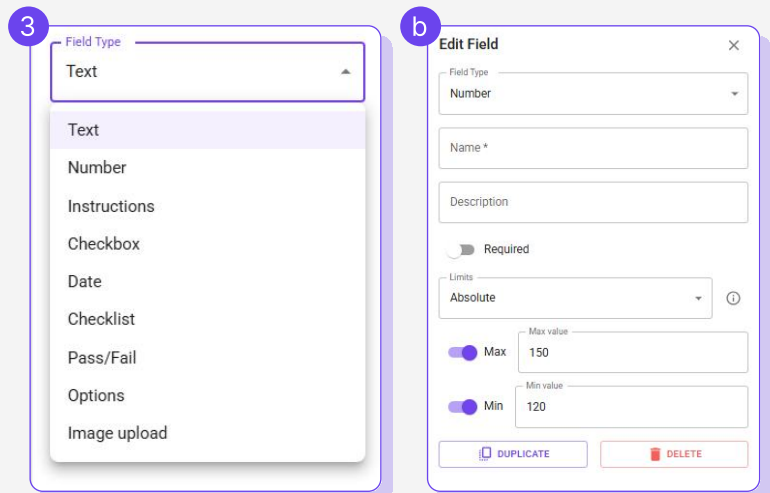 3
Field Type
Text
Text
Number
Instructions
Checkbox
Date
Checklist
Pass/Fail
Options
Image upload
b
Edit Field
Field Type
Number
Name *
Description
Required
Limits
Absolute
Max
Max value
150
Min
Min value
120
DUPLICATE
DELETE